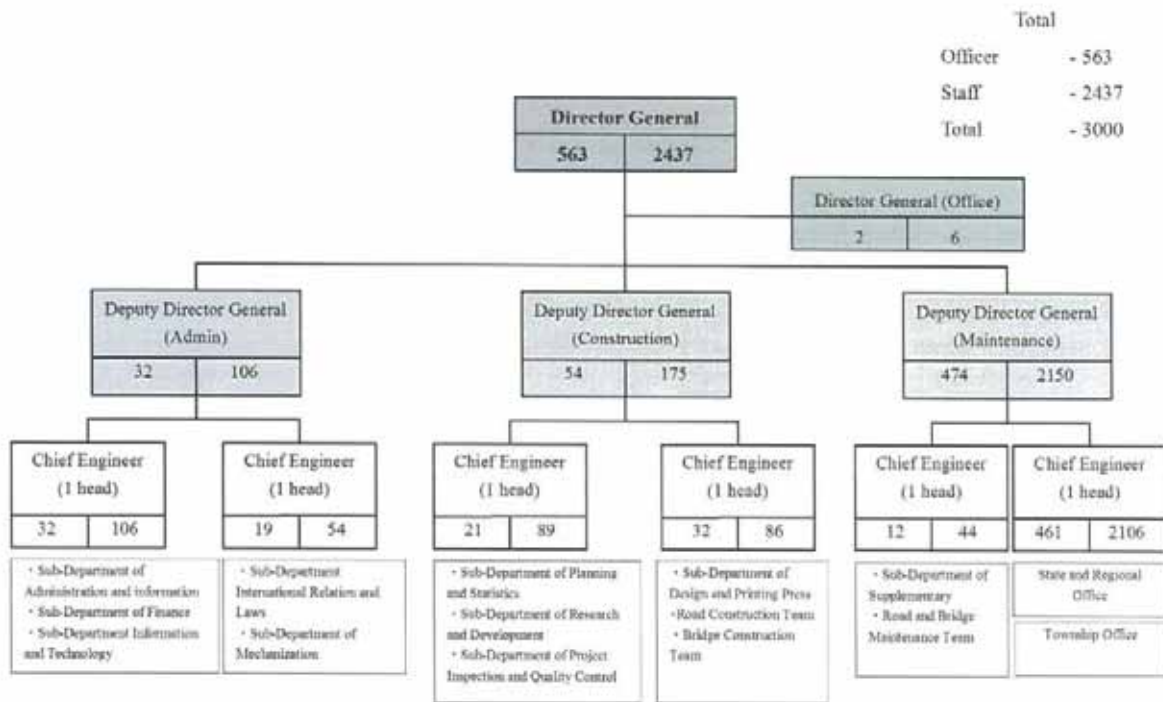 Total
Officer - 563
Staff - 2437
Total - 3000
Director General
563 2437
Director General (Office)
2 6
Deputy Director General
(Admin)
32 106
Deputy Director General
(Construction)
54 175
Deputy Director General
(Maintenance)
474 2150
Chief Engineer
(1 head)
32 106
・Sub-Department of
Administration and information
・Sub-Department of Finance
・Sub-Department Information
and Technology
Chief Engineer
(1 head)
19 54
・Sub-Department
International Relation and
Laws
・Sub-Department of
Mechanization
Chief Engineer
(1 head)
21 89
・Sub-Department of Planning
and Statistics
・Sub-Department of Research
and Development
・Sub-Department of Project
Inspection and Quality Control
Chief Engineer
(1 head)
32 86
・Sub-Department of
Design and Printing Press
・Road Construction Team
・Bridge Construction
Team
Chief Engineer
(1 head)
12 44
・Sub-Department of
Supplementary
・Road and Bridge
Maintenance Team
Chief Engineer
(1 head)
461 2106
State and Regional
Office
Township Office